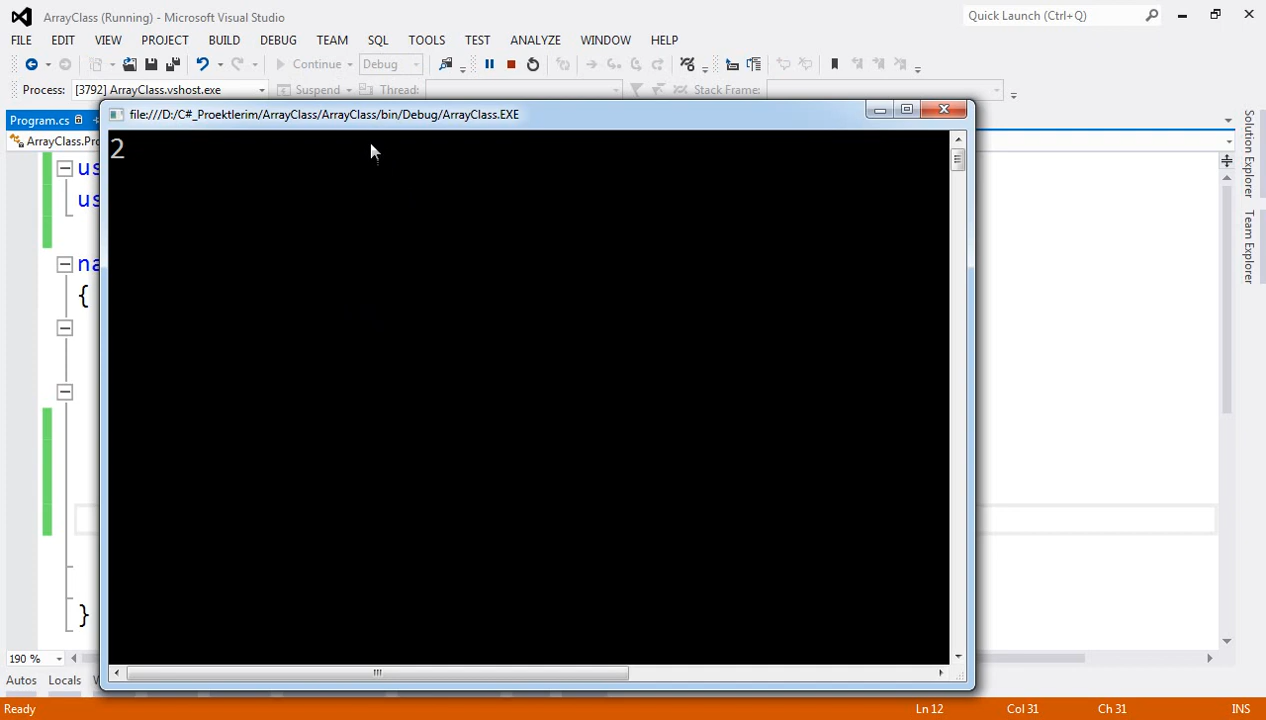 ArrayClass (Running) - Microsoft Visual Studio
Quick Launch (Ctrl+Q)
FILE EDIT VIEW PROJECT BUILD DEBUG TEAM SQL TOOLS TEST ANALYZE WINDOW HELP
Continue Debug
Process: [3792] ArrayClass.vshost.exe Suspend Thread: Stack Frame:
file:///D:/C#_Proektlerim/ArrayClass/ArrayClass/bin/Debug/ArrayClass.EXE
Program.cs
ArrayClass.Pro
2
us
us
na
{
}
Solution Explorer
Team Explorer
190 %
Autos Locals W
Ready Ln 12 Col 31 Ch 31 INS